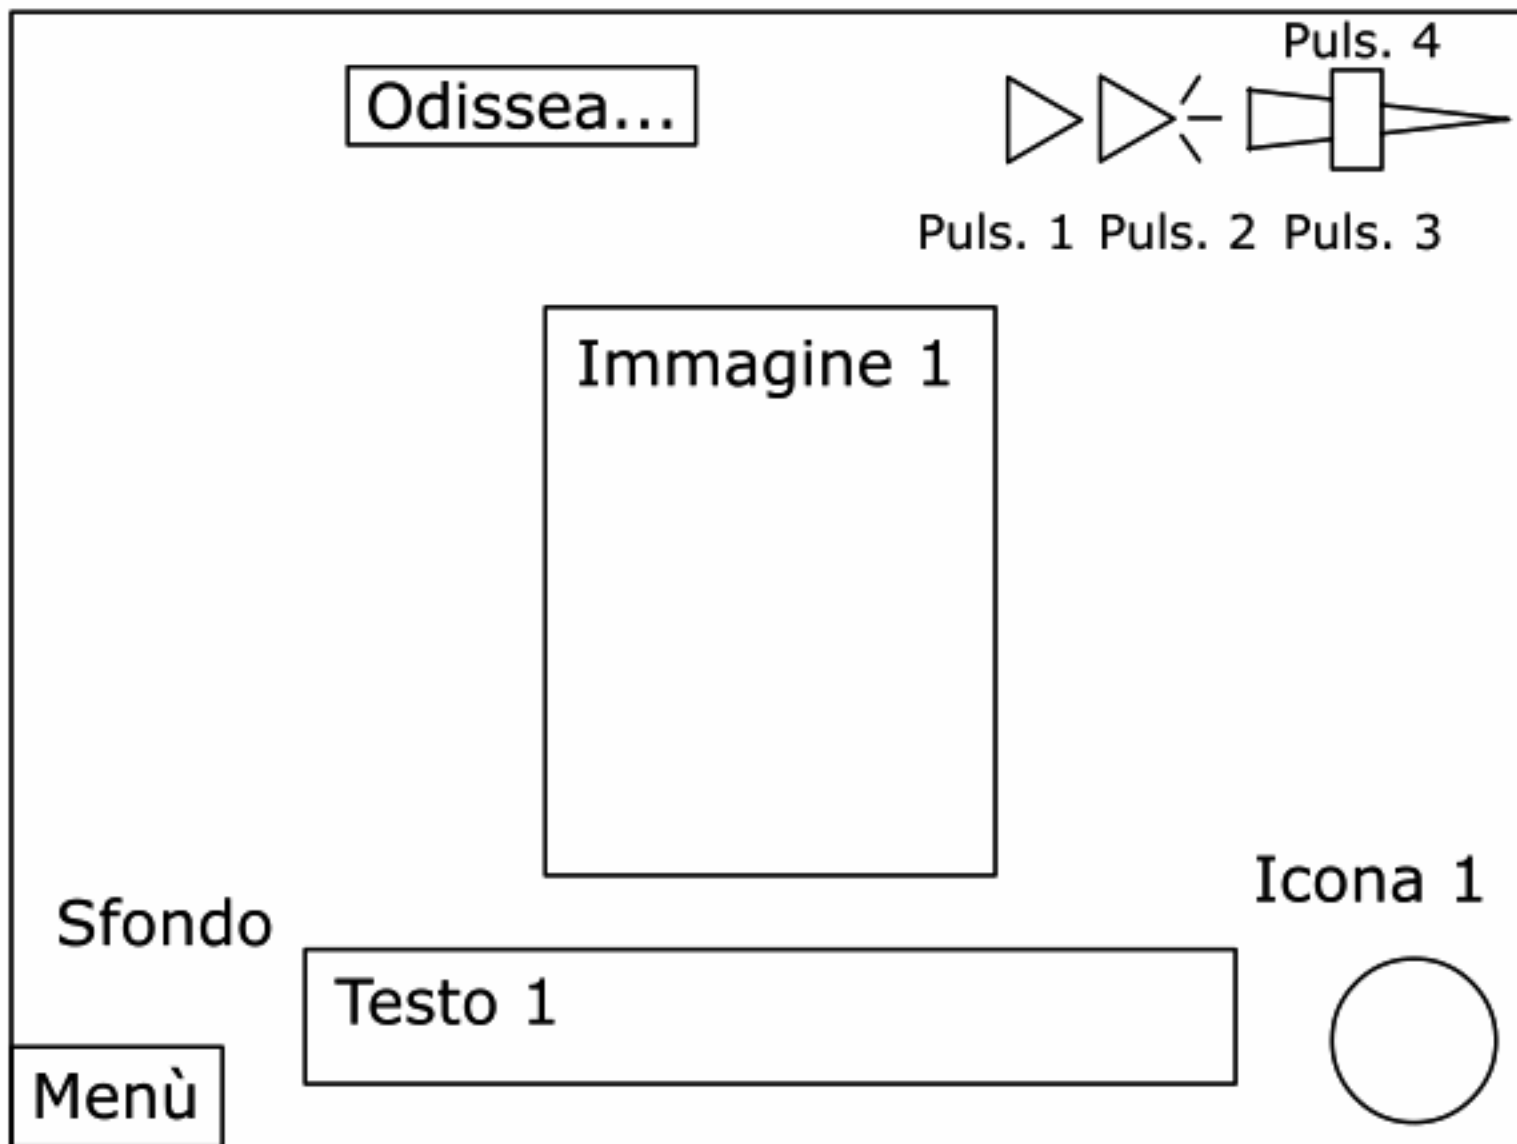 Puls. 4
Odissea...
Puls. 1 Puls. 2 Puls. 3
Immagine 1
Icona 1
Sfondo
Testo 1
Menù